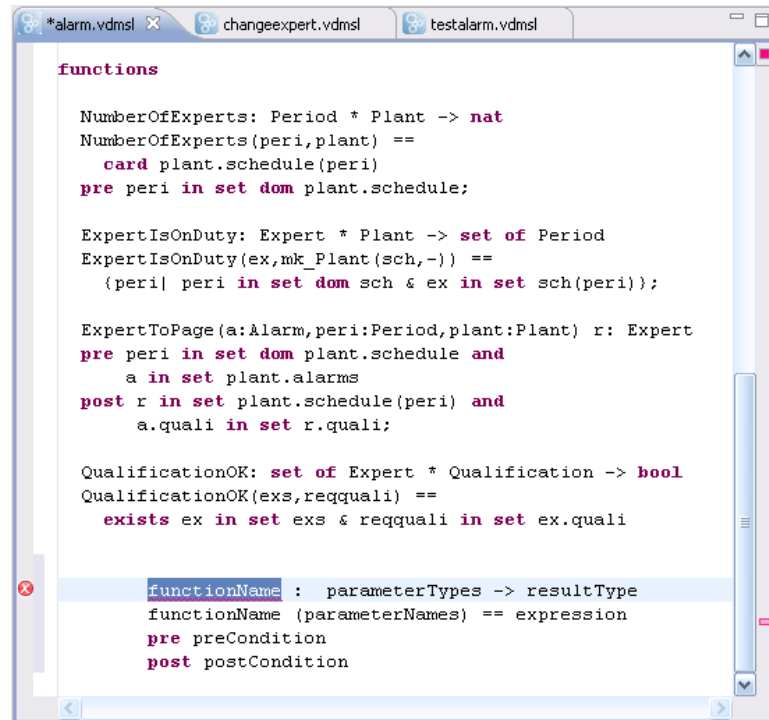 *alarm.vdmsl changeexpert.vdmsl testalarm.vdmsl
functions
NumberOfExperts: Period * Plant -> nat
NumberOfExperts(peri,plant) ==
card plant.schedule(peri)
pre peri in set dom plant.schedule;
ExpertIsOnDuty: Expert * Plant -> set of Period
ExpertIsOnDuty(ex,mk_Plant(sch,-)) ==
{peri| peri in set dom sch & ex in set sch(peri)};
ExpertToPage(a:Alarm,peri:Period,plant:Plant) r: Expert
pre peri in set dom plant.schedule and
a in set plant.alarms
post r in set plant.schedule(peri) and
a.quali in set r.quali;
QualificationOK: set of Expert * Qualification -> bool
QualificationOK(exs,reqquali) ==
exists ex in set exs & reqquali in set ex.quali
functionName : parameterTypes -> resultType
functionName (parameterNames) == expression
pre preCondition
post postCondition